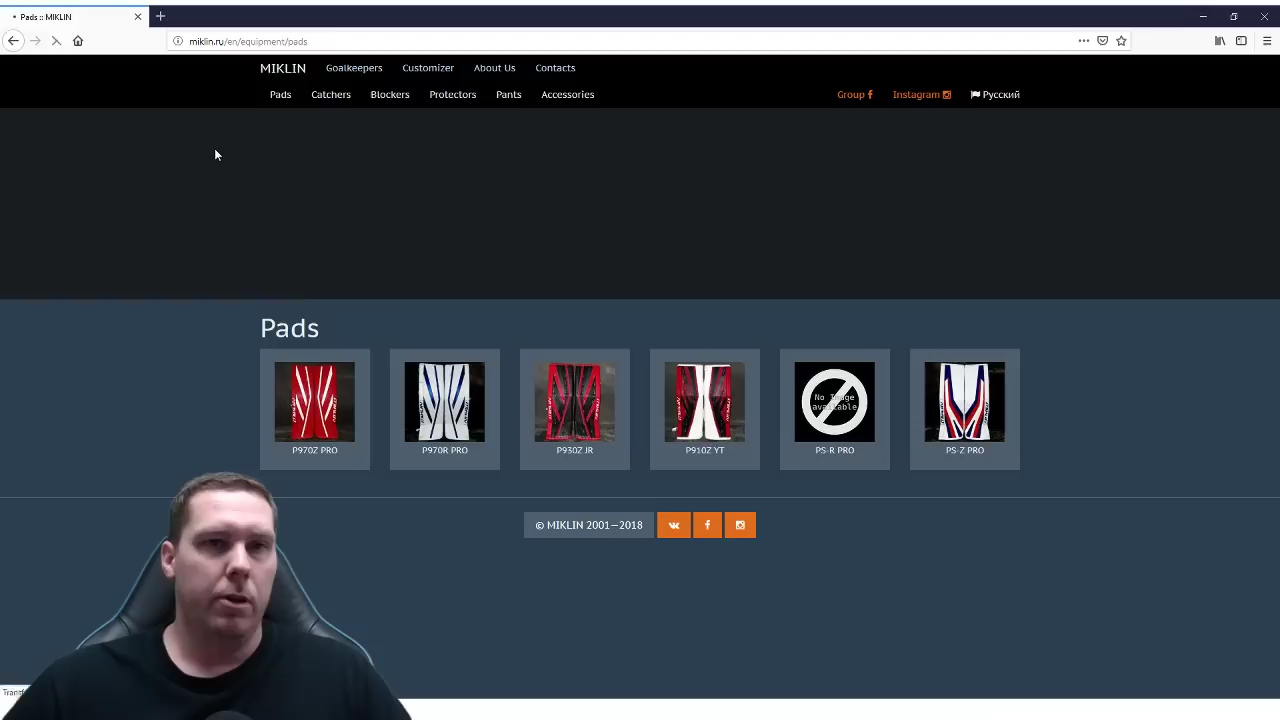 Pads :: MIKLIN
miklin.ru/en/equipment/pads
MIKLIN Goalkeepers Customizer About Us Contacts
Pads Catchers Blockers Protectors Pants Accessories Group Instagram Русский
Pads
No Image
available
P970Z PRO P970R PRO P930Z JR P910Z YT PS-R PRO PS-Z PRO
© MIKLIN 2001—2018